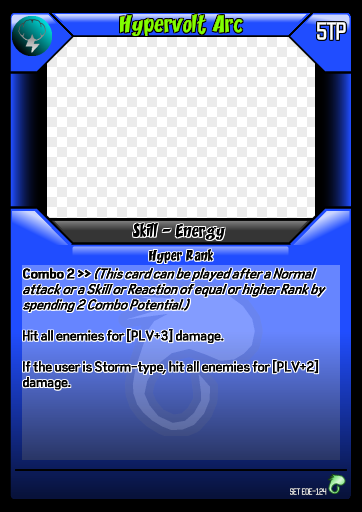 Hypervolt Arc
5TP
Skill - Energy
Hyper Rank
Combo 2 >> (This card can be played after a Normal
attack or a Skill or Reaction of equal or higher Rank by
spending 2 Combo Potential.)
Hit all enemies for [PLV+3] damage.
If the user is Storm-type, hit all enemies for [PLV+2]
damage.
SET EOE-124